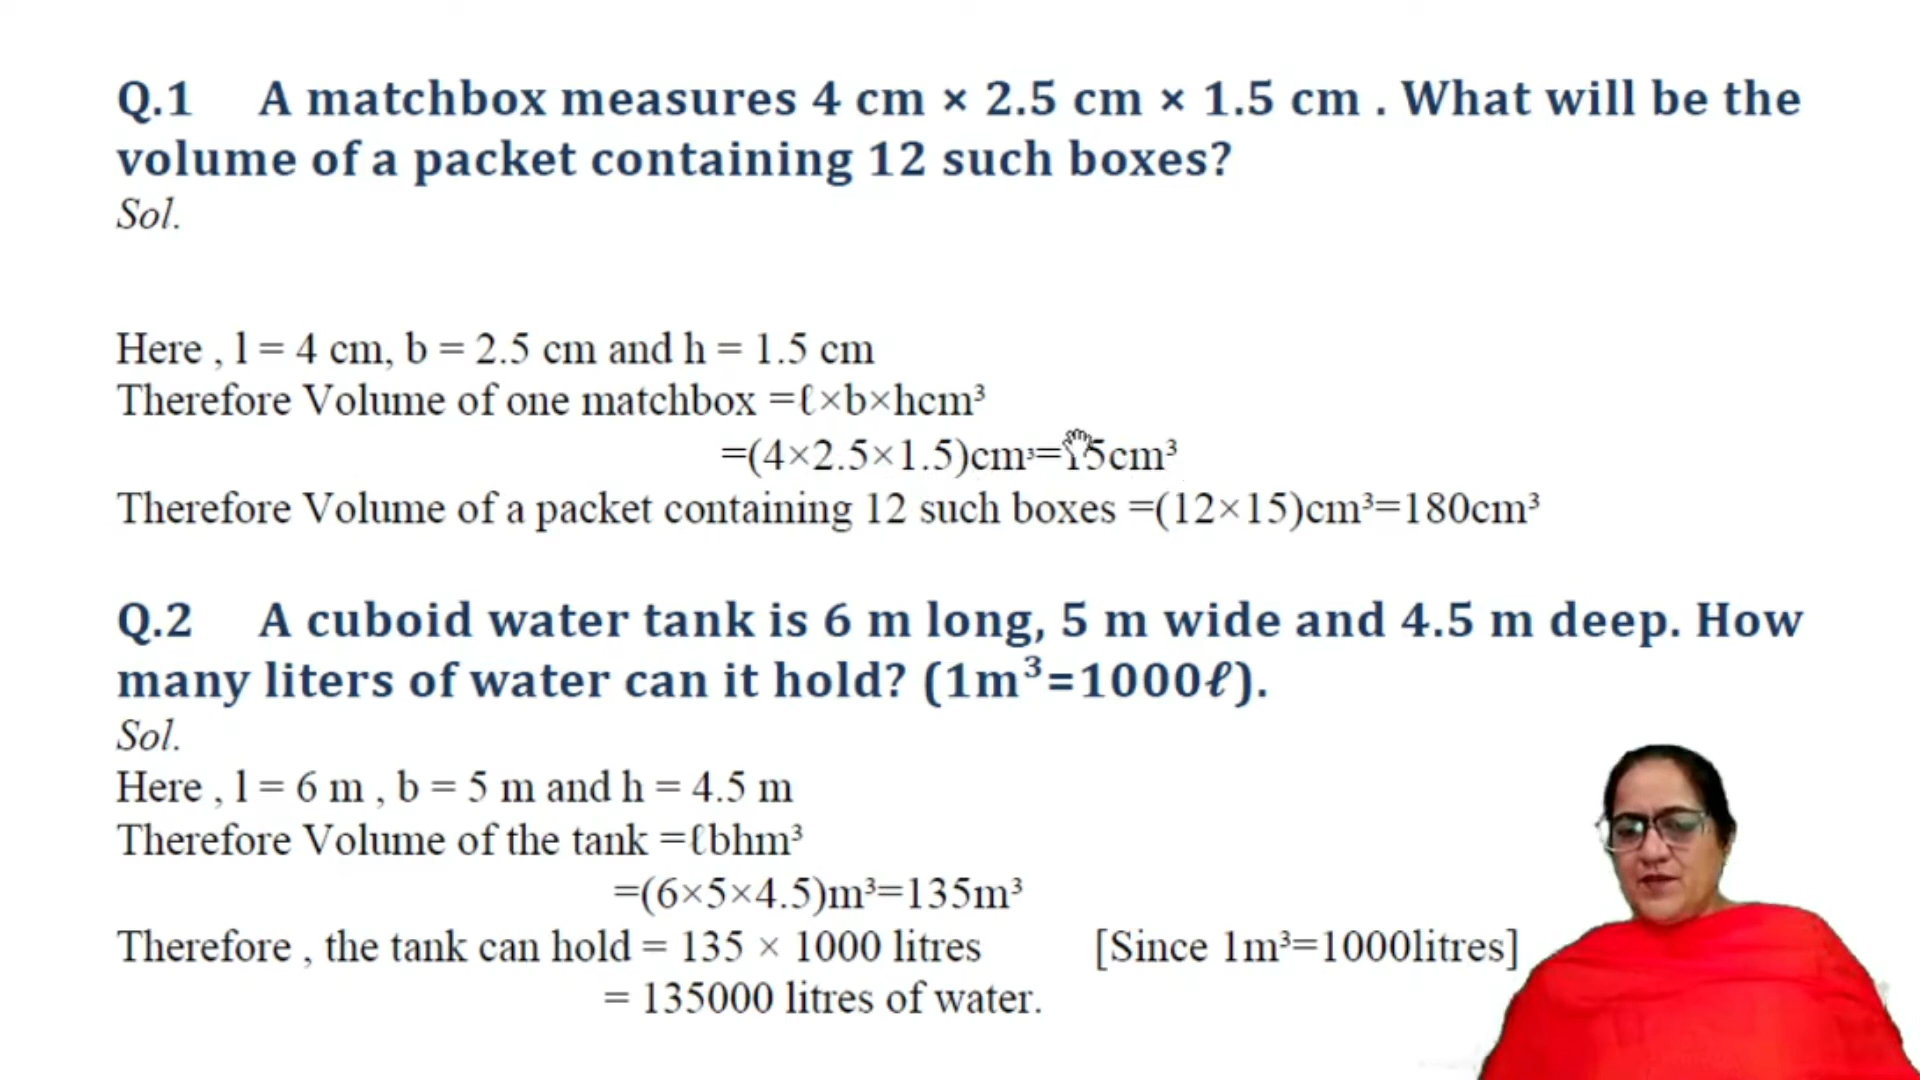 Q.1 A matchbox measures 4 cm × 2.5 cm × 1.5 cm . What will be the
volume of a packet containing 12 such boxes?
Sol.
Here , l = 4 cm, b = 2.5 cm and h = 1.5 cm
Therefore Volume of one matchbox =ℓ×b×hcm³
=(4×2.5×1.5)cm³=15cm³
Therefore Volume of a packet containing 12 such boxes =(12×15)cm³=180cm³
Q.2 A cuboid water tank is 6 m long, 5 m wide and 4.5 m deep. How
many liters of water can it hold? (1m³=1000ℓ).
Sol.
Here , l = 6 m , b = 5 m and h = 4.5 m
Therefore Volume of the tank =ℓbhm³
=(6×5×4.5)m³=135m³
Therefore , the tank can hold = 135 × 1000 litres [Since 1m³=1000litres]
= 135000 litres of water.